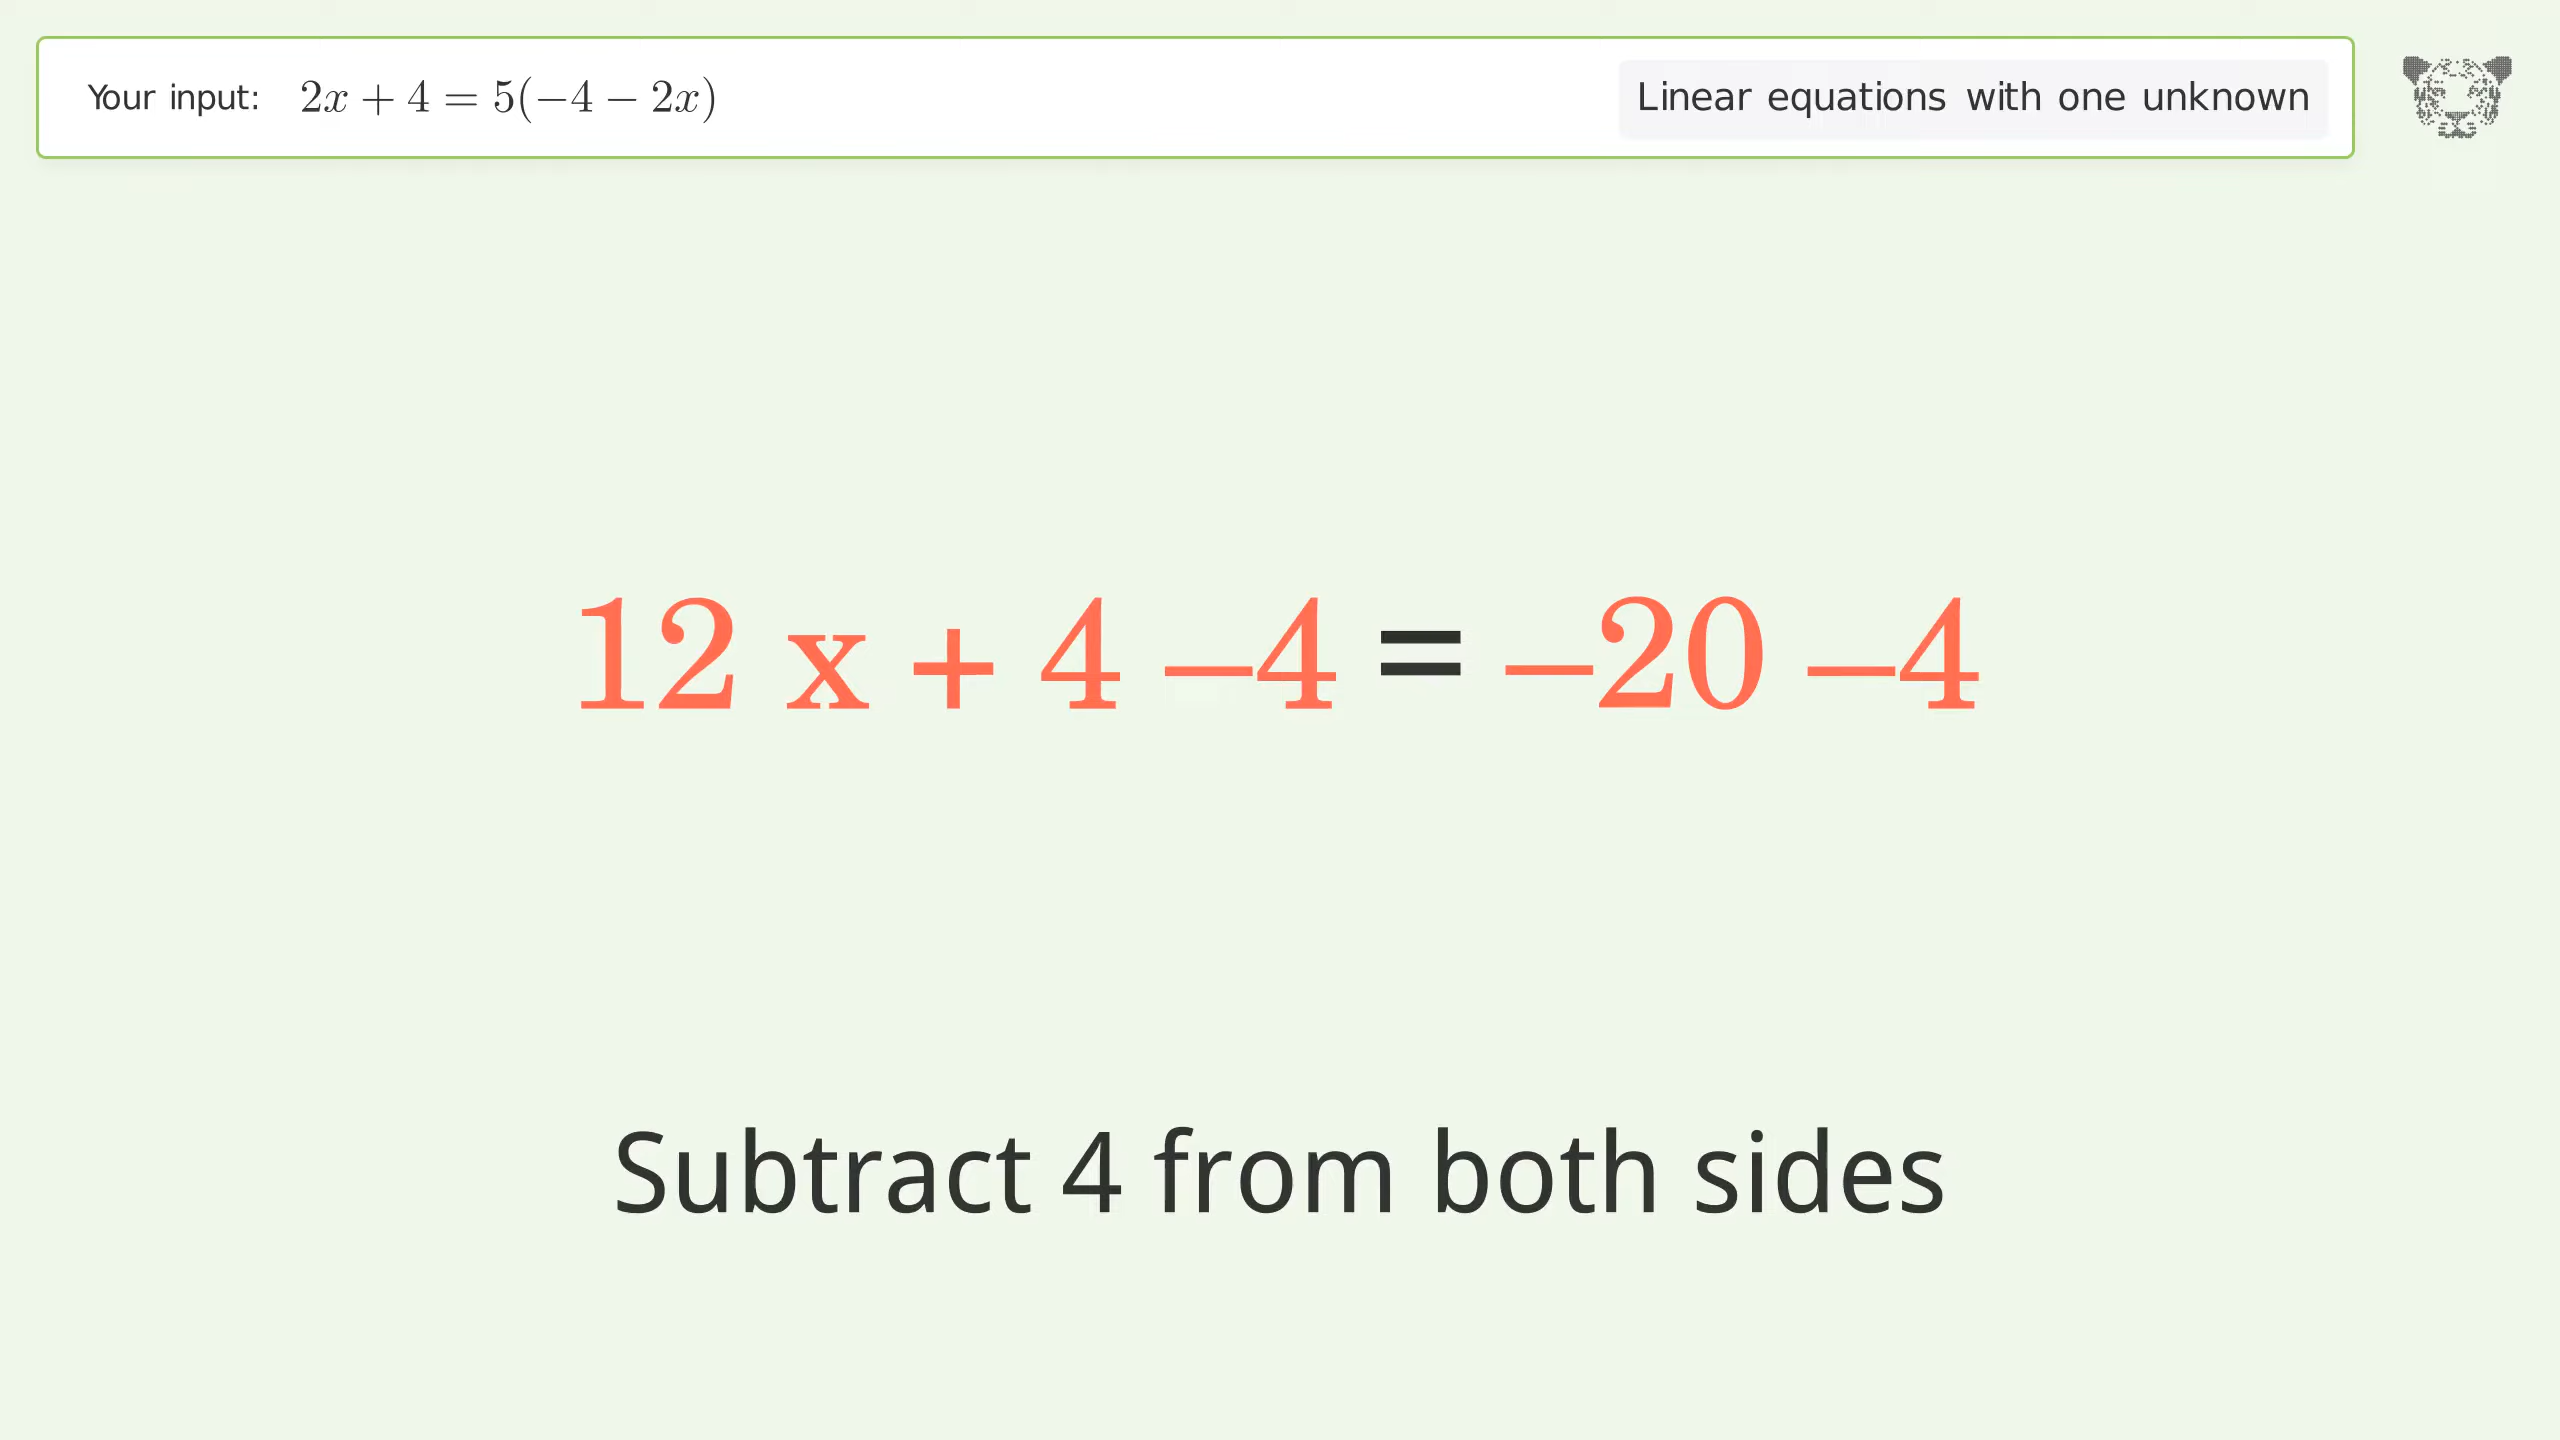 Your input: 2x + 4 = 5(−4 − 2x)
Linear equations with one unknown
12 x + 4 −4 = −20 −4
Subtract 4 from both sides